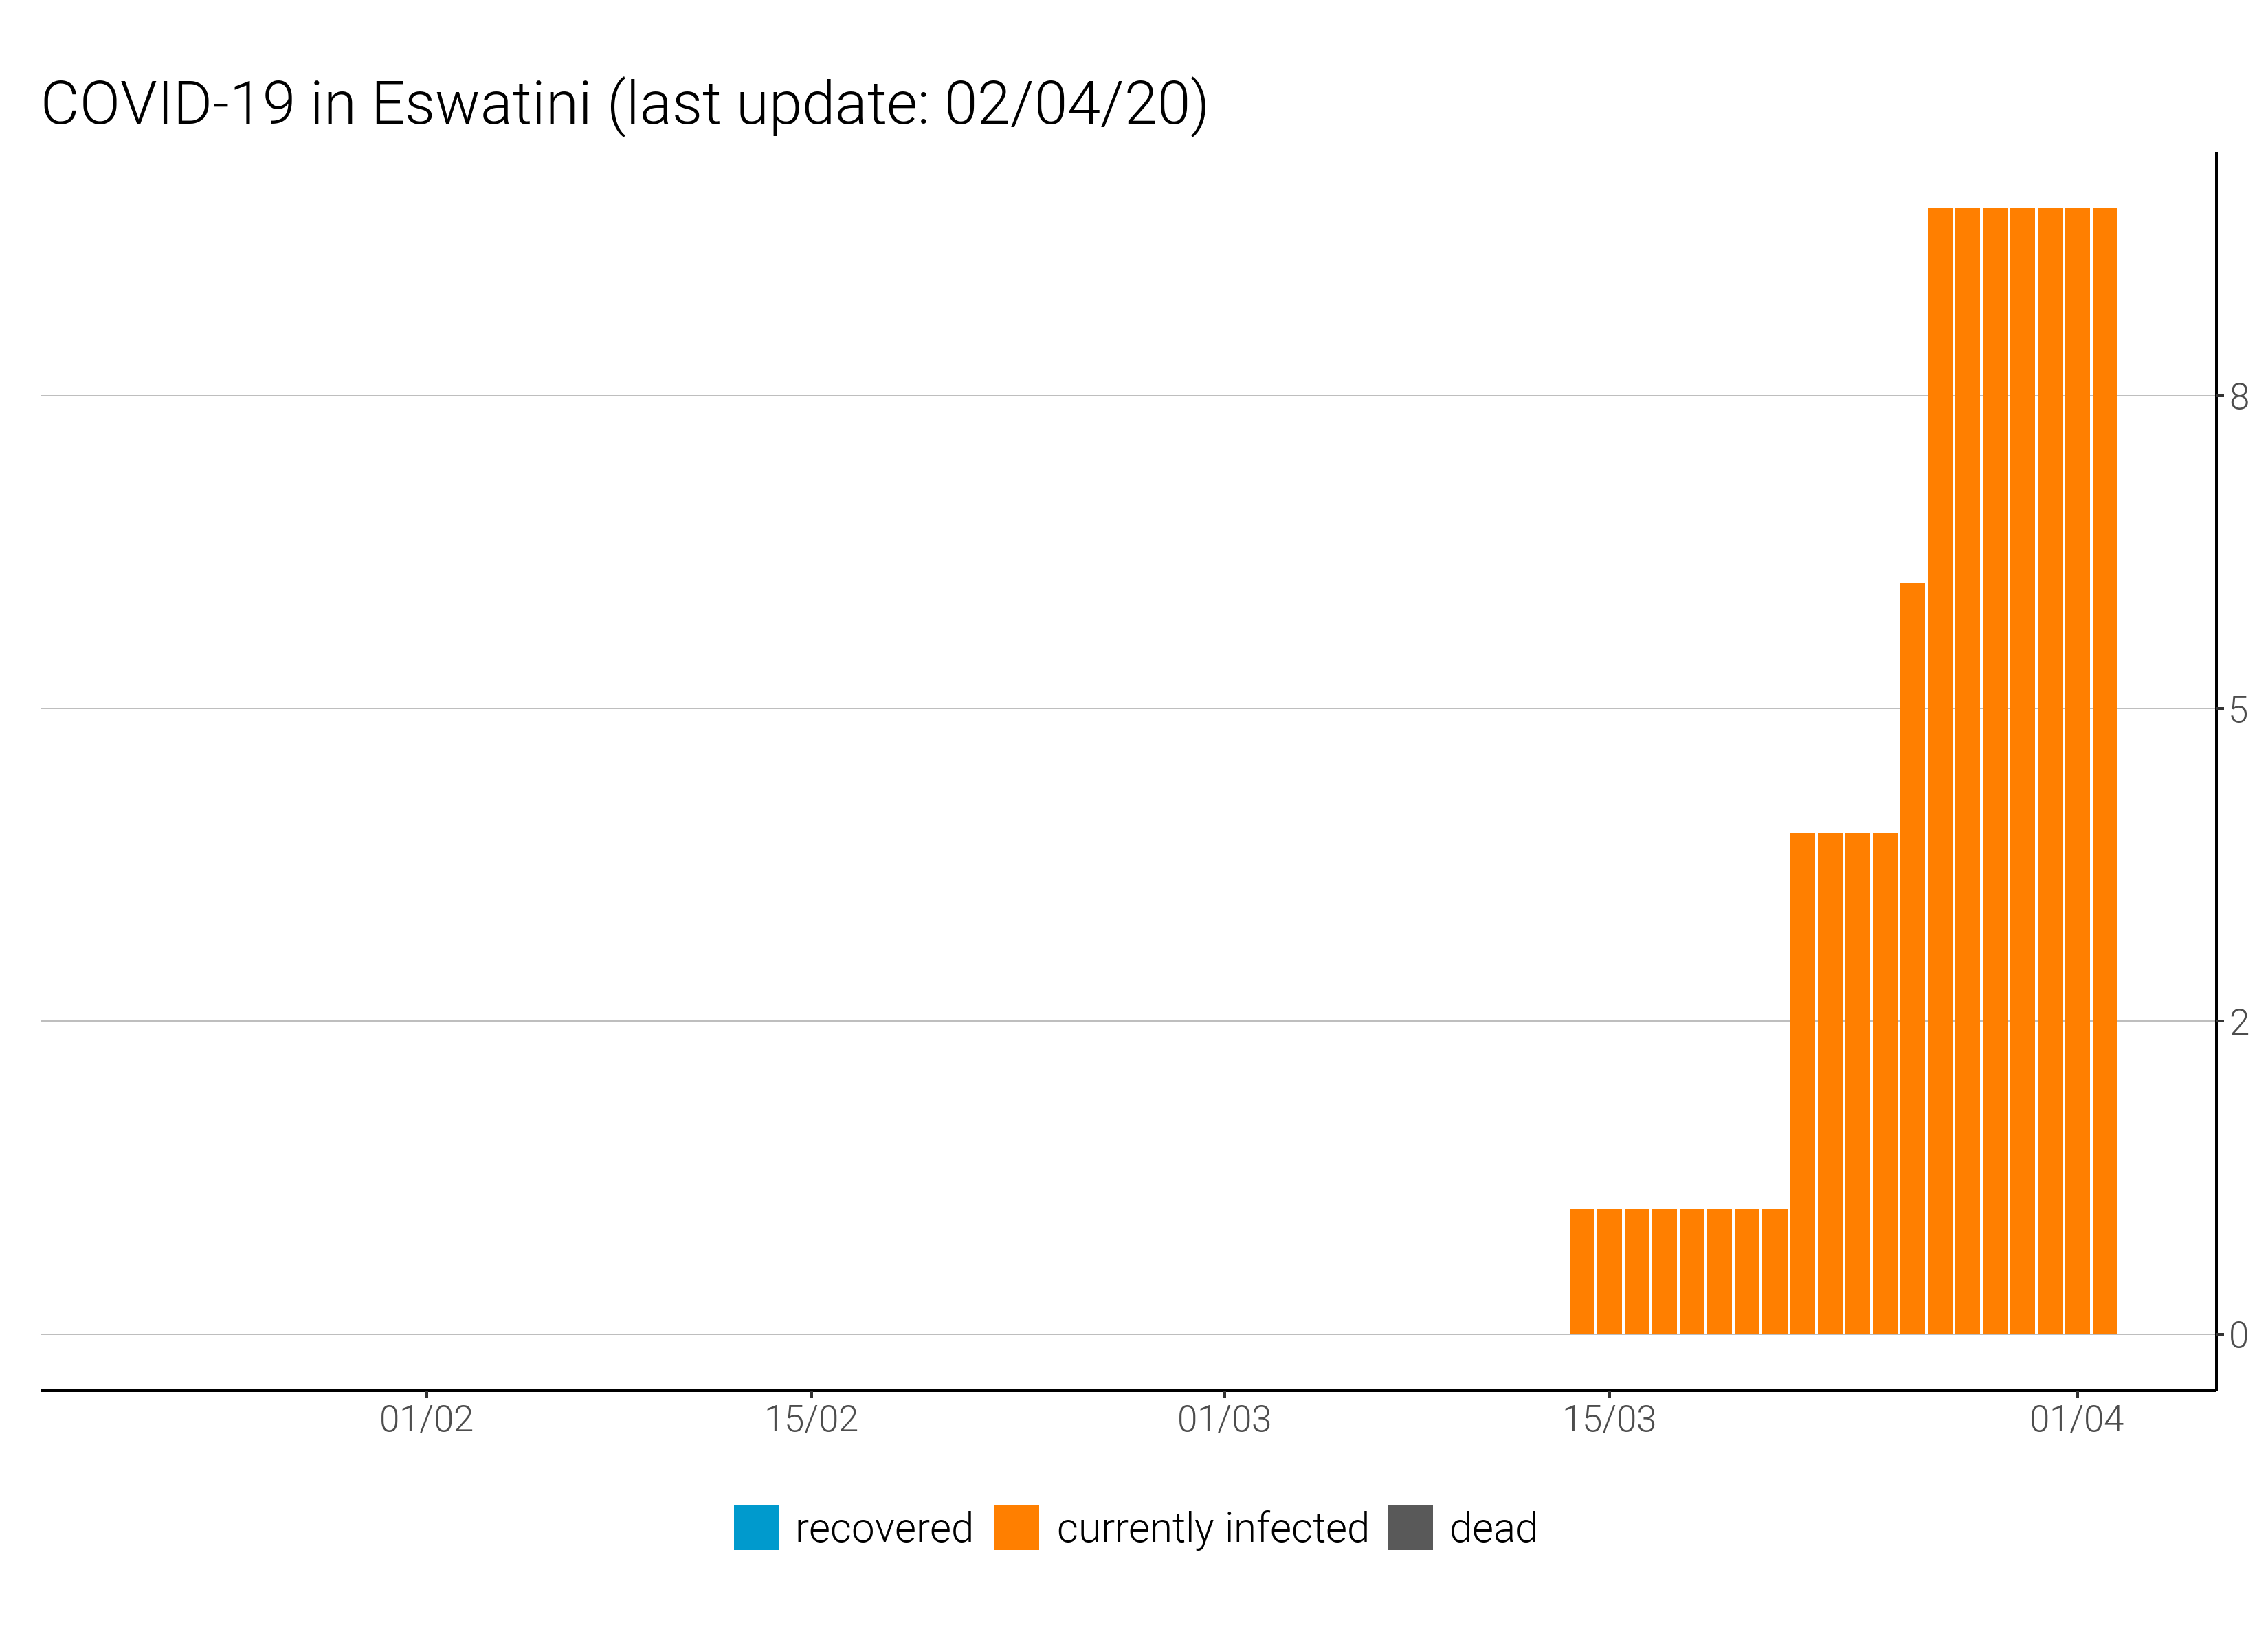 COVID-19 in Eswatini (last update: 02/04/20)
8
5
2
0
01/02 15/02 01/03 15/03 01/04
recovered currently infected dead